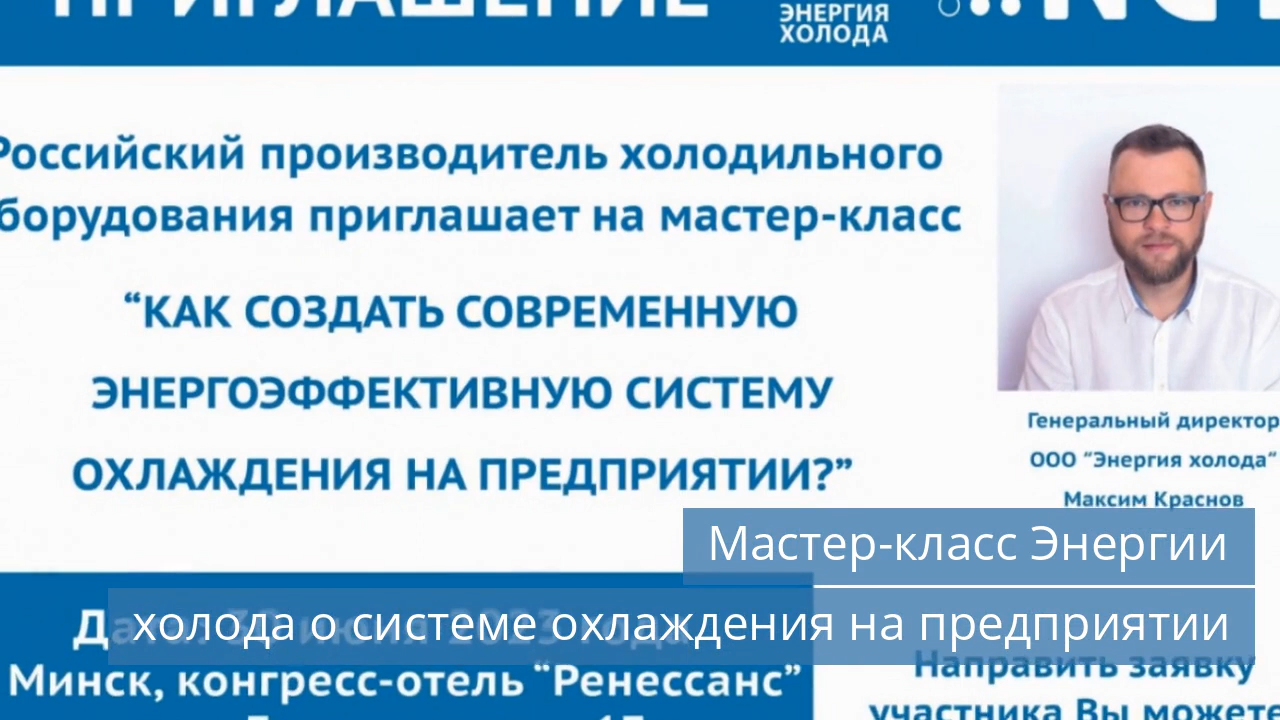 ПРИГЛАШЕНИЕ
ЭНЕРГИЯ
ХОЛОДА
Российский производитель холодильного
борудования приглашает на мастер-класс
“КАК СОЗДАТЬ СОВРЕМЕННУЮ
ЭНЕРГОЭФФЕКТИВНУЮ СИСТЕМУ
ОХЛАЖДЕНИЯ НА ПРЕДПРИЯТИИ?”
Генеральный директор
ООО “Энергия холода”
Максим Краснов
Мастер-класс Энергии
холода о системе охлаждения на предприятии
Минск, конгресс-отель “Ренессанс”
Направить заявку
участника Вы можете